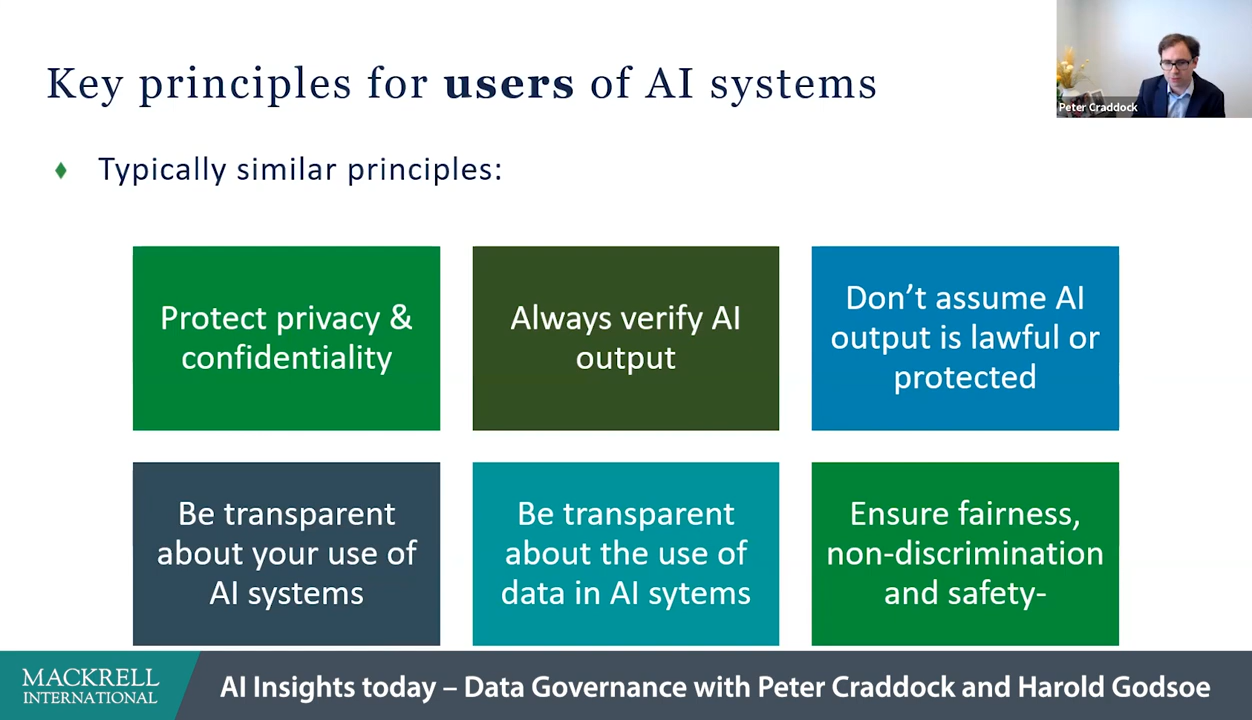 Key principles for users of AI systems
Peter Craddock
Typically similar principles:
Protect privacy &
confidentiality
Always verify AI
output
Don’t assume AI
output is lawful or
protected
Be transparent
about your use of
AI systems
Be transparent
about the use of
data in AI sytems
Ensure fairness,
non-discrimination
and safety-
MACKRELL
INTERNATIONAL
AI Insights today – Data Governance with Peter Craddock and Harold Godsoe